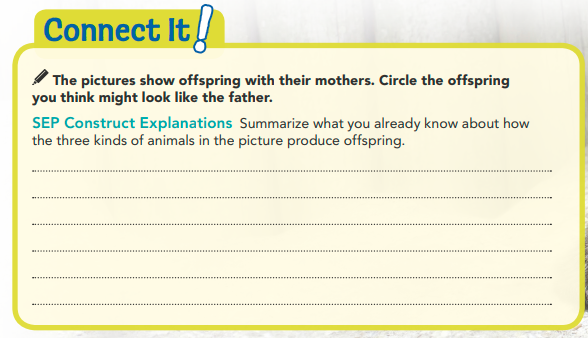 Connect It!
The pictures show offspring with their mothers. Circle the offspring
you think might look like the father.
SEP Construct Explanations Summarize what you already know about how
the three kinds of animals in the picture produce offspring.